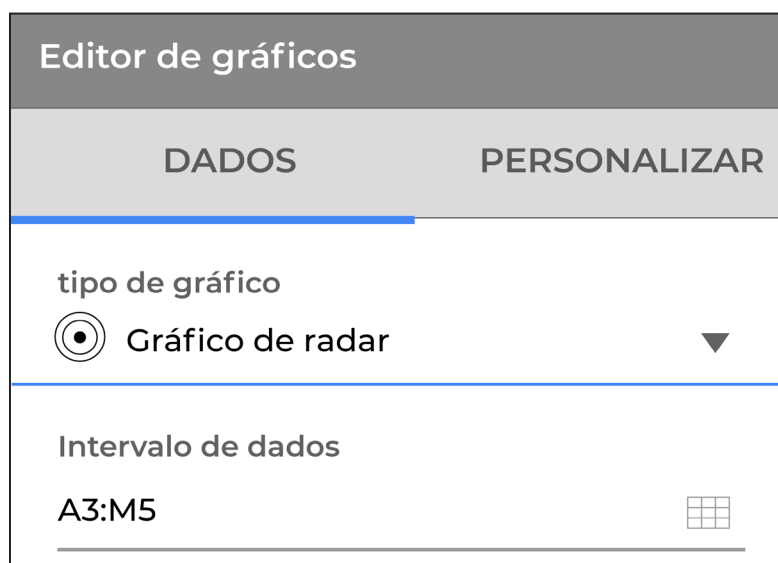 Editor de gráficos
DADOS PERSONALIZAR
tipo de gráfico
Gráfico de radar
Intervalo de dados
A3:M5